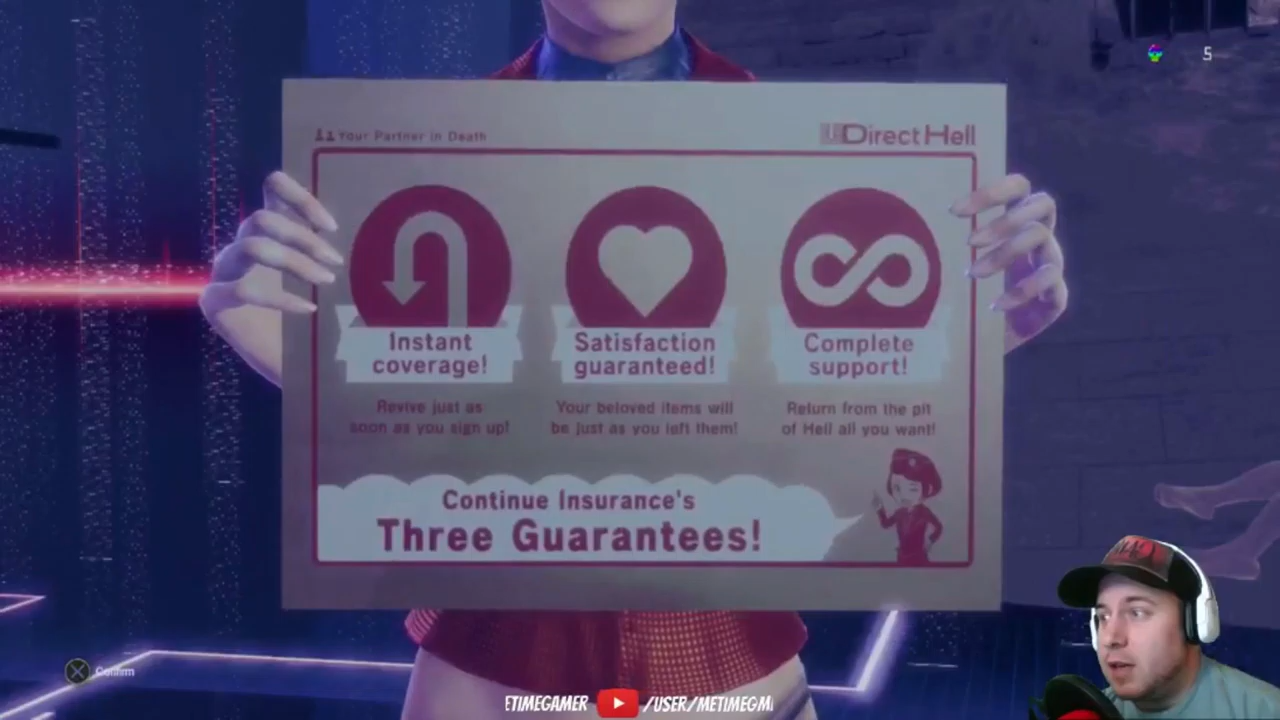 5
Your Partner in Death
Direct Hell
Instant
coverage!
Satisfaction
guaranteed!
Complete
support!
Revive just as
soon as you sign up!
Your beloved items will
be just as you left them!
Return from the pit
of Hell all you want!
Continue Insurance's
Three Guarantees!
Confirm
ETIMEGAMER
/USER/METIMEGM